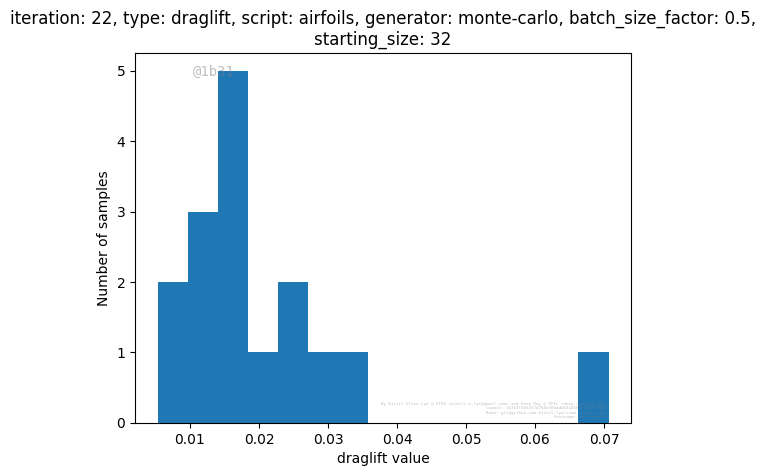 iteration: 22, type: draglift, script: airfoils, generator: monte-carlo, batch_size_factor: 0.5,
starting_size: 32
@1b31
5
4
3
2
1
0
Number of samples
0.01 0.02 0.03 0.04 0.05 0.06 0.07
draglift value